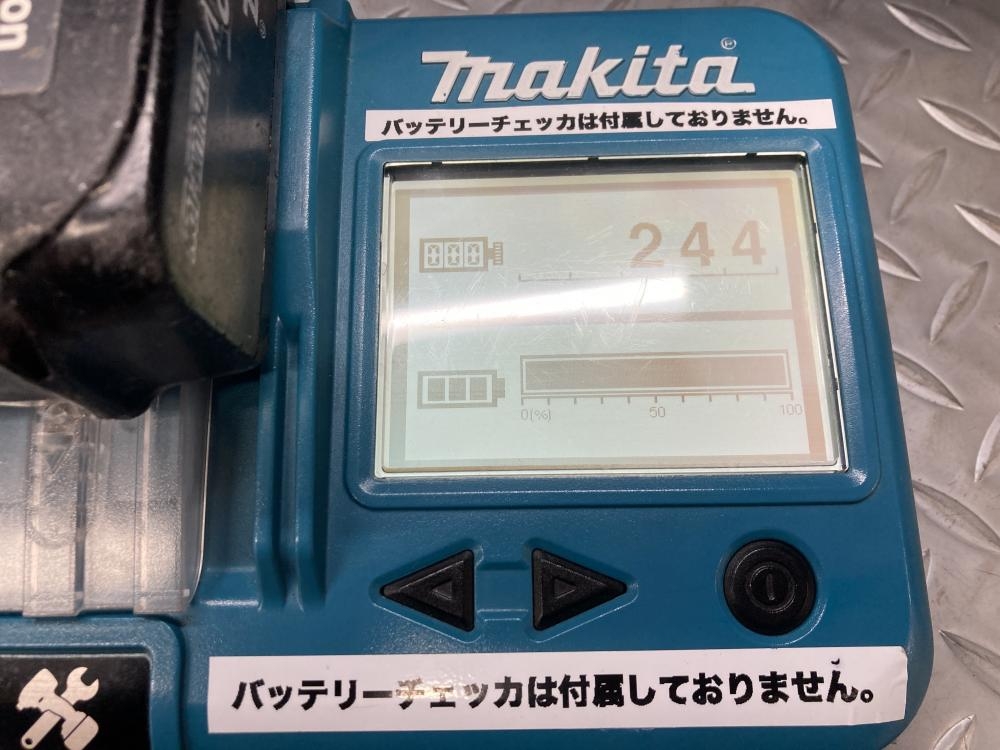 on
makita®
バッテリーチェッカは付属しておりません。
000
244
0(%) 50 100
バッテリーチェッカは付属しておりません。